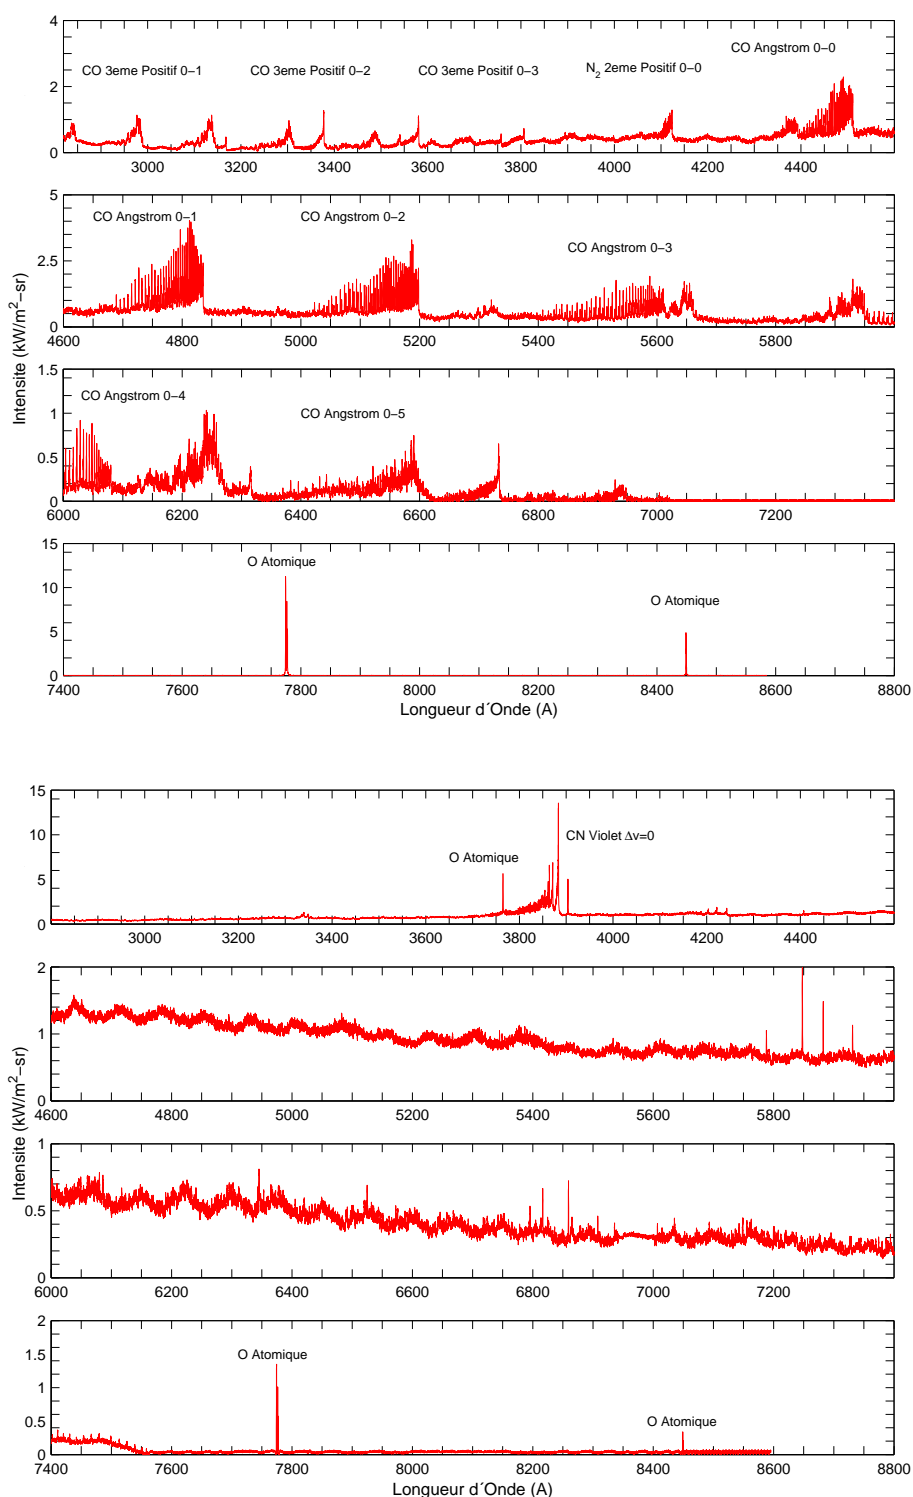 4
2
0
CO 3eme Positif 0−1
CO 3eme Positif 0−2
CO 3eme Positif 0−3
N2 2eme Positif 0−0
CO Angstrom 0−0
3000 3200 3400 3600 3800 4000 4200 4400
5
2.5
0
CO Angstrom 0−1
CO Angstrom 0−2
CO Angstrom 0−3
4600 4800 5000 5200 5400 5600 5800
Intensite (kW/m2−sr)
1.5
1
0.5
0
CO Angstrom 0−4
CO Angstrom 0−5
6000 6200 6400 6600 6800 7000 7200
15
10
5
0
O Atomique
O Atomique
7400 7600 7800 8000 8200 8400 8600 8800
Longueur d´Onde (A)
15
10
5
0
O Atomique
CN Violet Δv=0
3000 3200 3400 3600 3800 4000 4200 4400
2
1.5
1
0.5
0
4600 4800 5000 5200 5400 5600 5800
Intensite (kW/m2−sr)
1
0.5
0
6000 6200 6400 6600 6800 7000 7200
2
1.5
1
0.5
0
O Atomique
O Atomique
7400 7600 7800 8000 8200 8400 8600 8800
Longueur d´Onde (A)